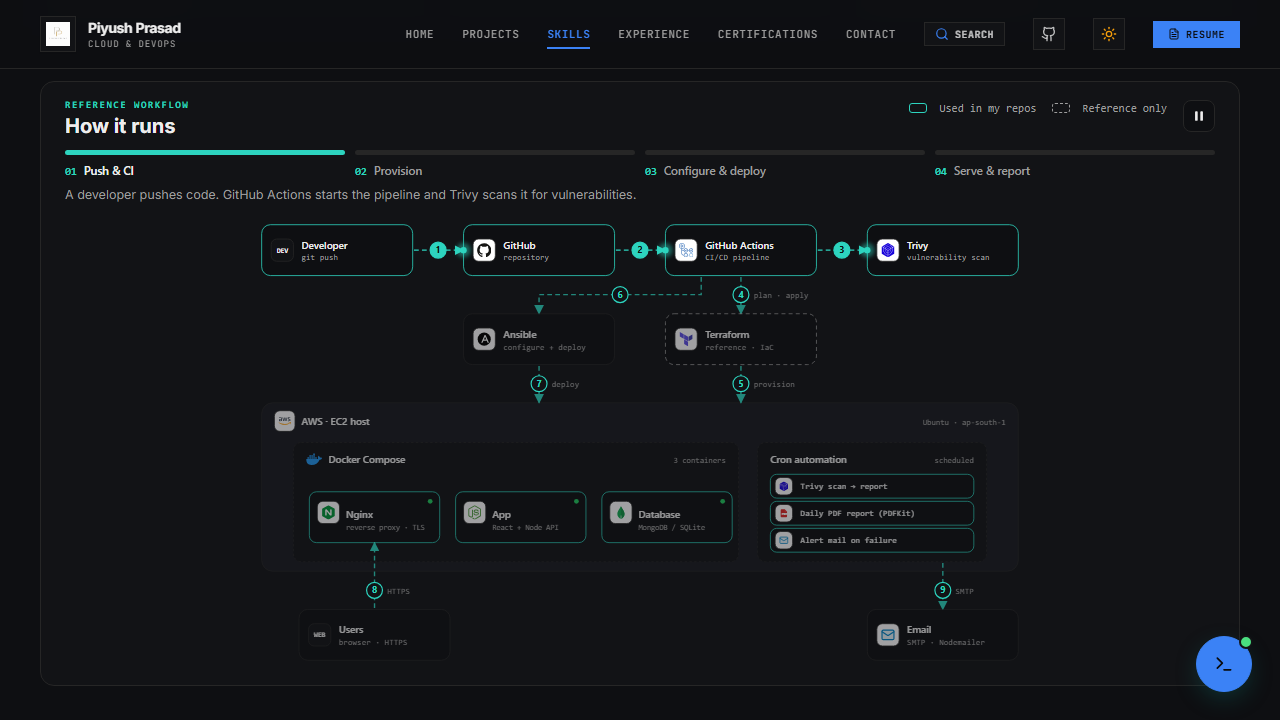 Piyush Prasad
CLOUD & DEVOPS
HOME
PROJECTS
SKILLS
EXPERIENCE
CERTIFICATIONS
CONTACT
SEARCH
RESUME
REFERENCE WORKFLOW
How it runs
Used in my repos
Reference only
01 Push & CI
02 Provision
03 Configure & deploy
04 Serve & report
A developer pushes code. GitHub Actions starts the pipeline and Trivy scans it for vulnerabilities.
DEV
Developer
git push
1
GitHub
repository
2
GitHub Actions
CI/CD pipeline
3
Trivy
vulnerability scan
6
4
plan · apply
A
Ansible
configure + deploy
Terraform
reference · IaC
7
deploy
5
provision
aws
AWS · EC2 host
Ubuntu · ap-south-1
Docker Compose
3 containers
Cron automation
scheduled
Nginx
reverse proxy · TLS
App
React + Node API
Database
MongoDB / SQLite
Trivy scan → report
Daily PDF report (PDFKit)
Alert mail on failure
8
HTTPS
9
SMTP
WEB
Users
browser · HTTPS
Email
SMTP · Nodemailer